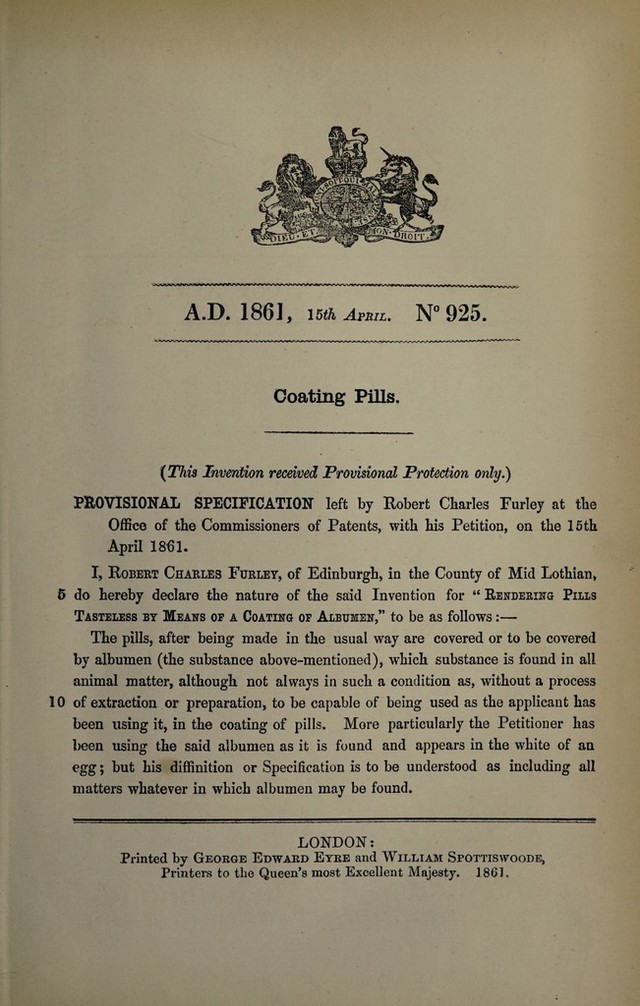 HONI SOIT QUI MAL Y
DIEU ET MON DROIT
A.D. 1861, 15th April. No 925.
Coating Pills.
(This Invention received Provisional Protection only.)
PROVISIONAL SPECIFICATION left by Robert Charles Furley at the
Office of the Commissioners of Patents, with his Petition, on the 15th
April 1861.
I, Robert Charles Furley, of Edinburgh, in the County of Mid Lothian,
5 do hereby declare the nature of the said Invention for "Rendering Pills
Tasteless by Means of a Coating of Albumen," to be as follows:—
The pills, after being made in the usual way are covered or to be covered
by albumen (the substance above-mentioned), which substance is found in all
animal matter, although not always in such a condition as, without a process
10 of extraction or preparation, to be capable of being used as the applicant has
been using it, in the coating of pills. More particularly the Petitioner has
been using the said albumen as it is found and appears in the white of an
egg; but his diffinition or Specification is to be understood as including all
matters whatever in which albumen may be found.
LONDON:
Printed by George Edward Eyre and William Spottiswoode,
Printers to the Queen's most Excellent Majesty. 1861.